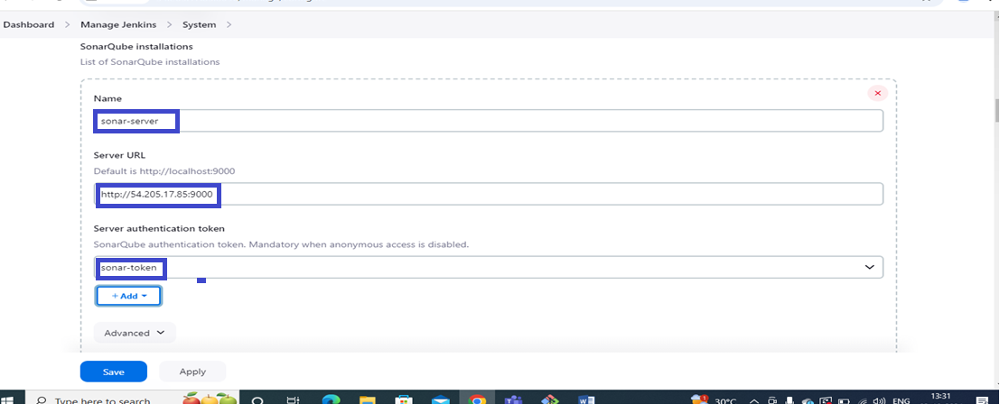 Dashboard > Manage Jenkins > System >
SonarQube installations
List of SonarQube installations
Name
sonar-server
Server URL
Default is http://localhost:9000
http://54.205.17.85:9000
Server authentication token
SonarQube authentication token. Mandatory when anonymous access is disabled.
sonar-token
+ Add
Advanced
Save Apply
Type here to search 30°C ENG 13:31